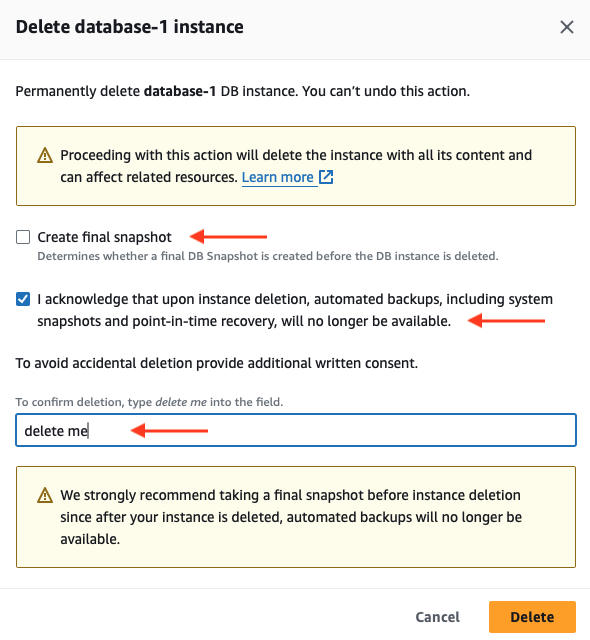 Delete database-1 instance
Permanently delete database-1 DB instance. You can't undo this action.
Proceeding with this action will delete the instance with all its content and
can affect related resources. Learn more
Create final snapshot
Determines whether a final DB Snapshot is created before the DB instance is deleted.
I acknowledge that upon instance deletion, automated backups, including system
snapshots and point-in-time recovery, will no longer be available.
To avoid accidental deletion provide additional written consent.
To confirm deletion, type delete me into the field.
delete me
We strongly recommend taking a final snapshot before instance deletion
since after your instance is deleted, automated backups will no longer be
available.
Cancel Delete